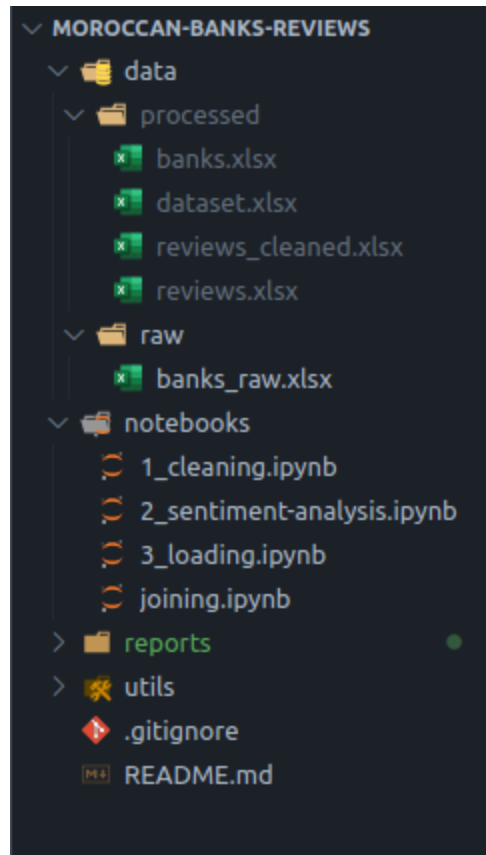 MOROCCAN-BANKS-REVIEWS
data
processed
banks.xlsx
dataset.xlsx
reviews_cleaned.xlsx
reviews.xlsx
raw
banks_raw.xlsx
notebooks
1_cleaning.ipynb
2_sentiment-analysis.ipynb
3_loading.ipynb
joining.ipynb
reports
utils
.gitignore
README.md